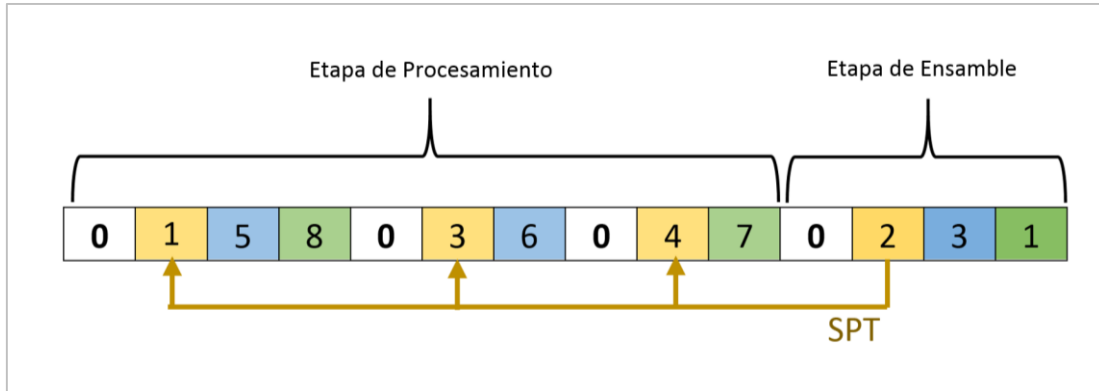 Etapa de Procesamiento
Etapa de Ensamble
0 1 5 8 0 3 6 0 4 7 0 2 3 1
SPT